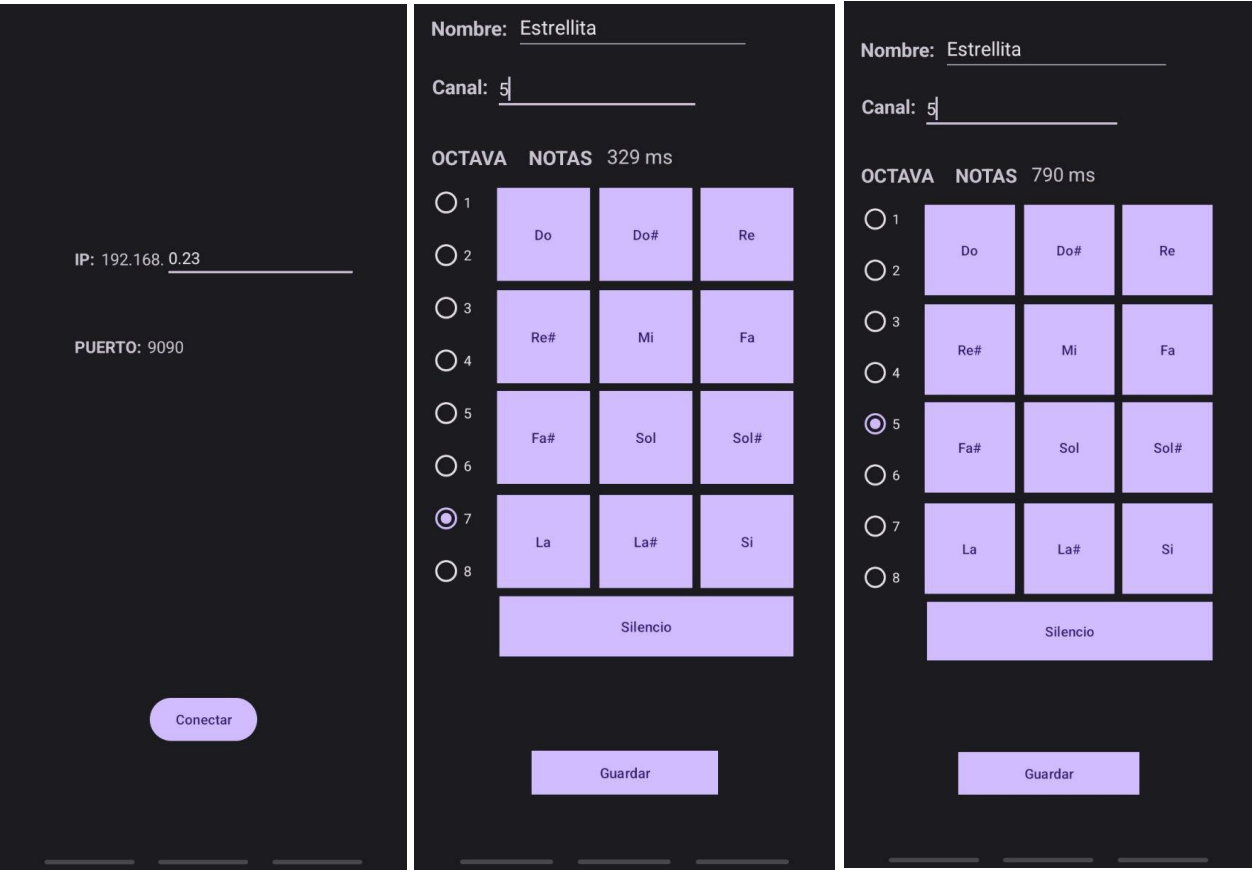 IP: 192.168. 0.23
PUERTO: 9090
Conectar
Nombre: Estrellita
Canal: 5
OCTAVA NOTAS 329 ms
1
2
3
4
5
6
7
8
Do Do# Re
Re# Mi Fa
Fa# Sol Sol#
La La# Si
Silencio
Guardar
Nombre: Estrellita
Canal: 5
OCTAVA NOTAS 790 ms
1
2
3
4
5
6
7
8
Do Do# Re
Re# Mi Fa
Fa# Sol Sol#
La La# Si
Silencio
Guardar